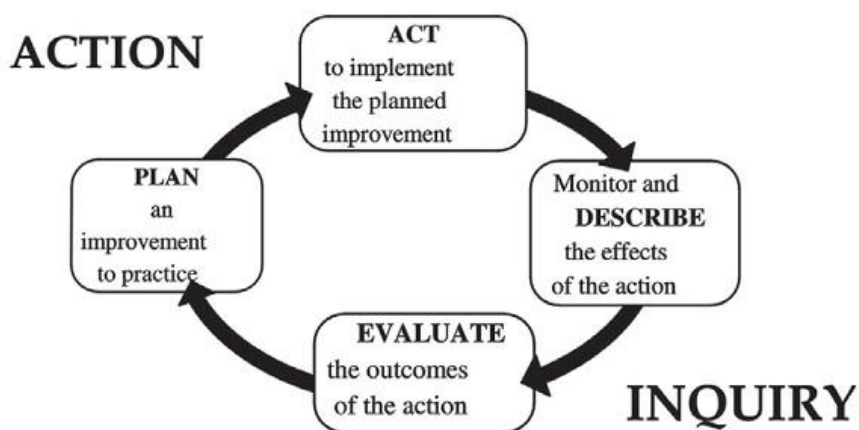 ACTION
ACT
to implement
the planned
improvement
PLAN
an
improvement
to practice
Monitor and
DESCRIBE
the effects
of the action
EVALUATE
the outcomes
of the action
INQUIRY